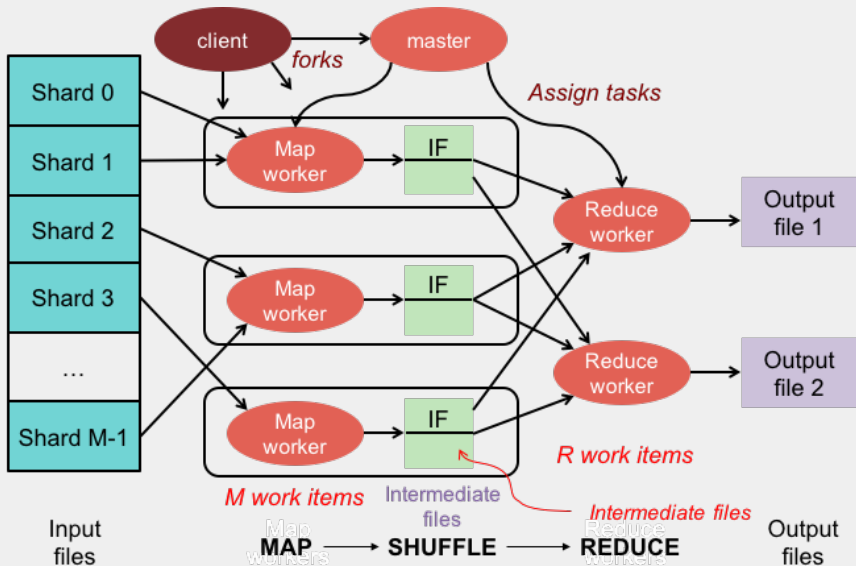 client
master
forks
Assign tasks
Shard 0
Shard 1
Shard 2
Shard 3
...
Shard M-1
Map
worker
IF
Map
worker
IF
Map
worker
IF
Reduce
worker
Reduce
worker
Output
file 1
Output
file 2
M work items
R work items
Intermediate
files
Intermediate files
Input
files
Map
workers
MAP
SHUFFLE
Reduce
workers
REDUCE
Output
files